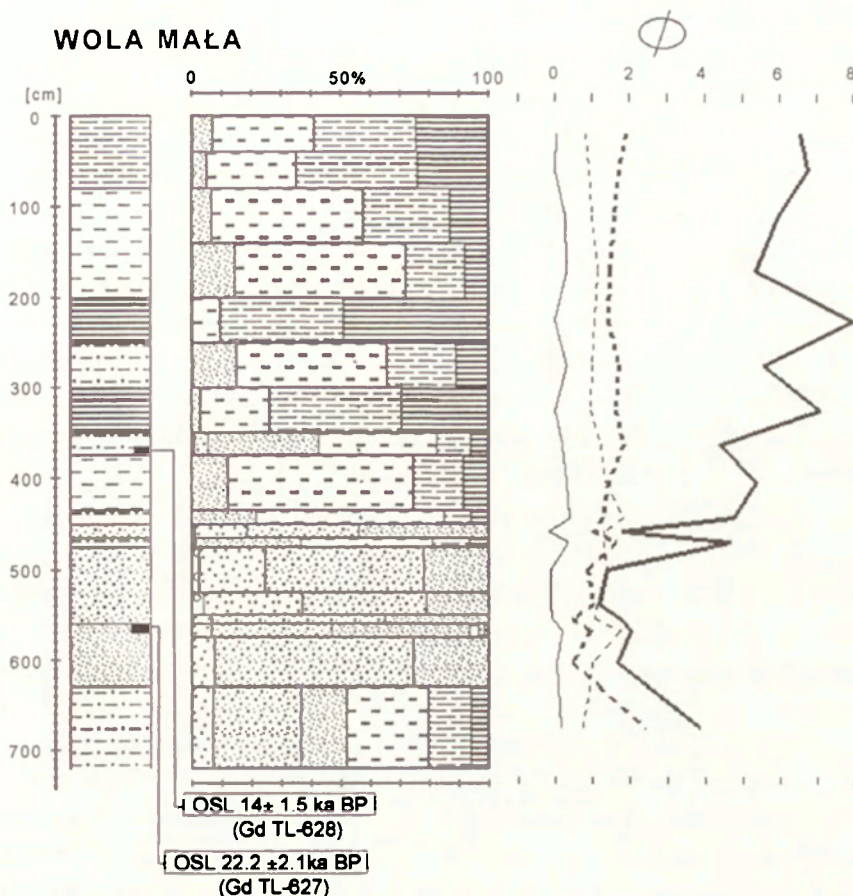 WOLA MAŁA
0 50% 100
0 2 4 6 8
[cm]
0
100
200
300
400
500
600
700
OSL 14± 1.5 ka BP
(Gd TL-628)
OSL 22.2 ±2.1ka BP
(Gd TL-627)